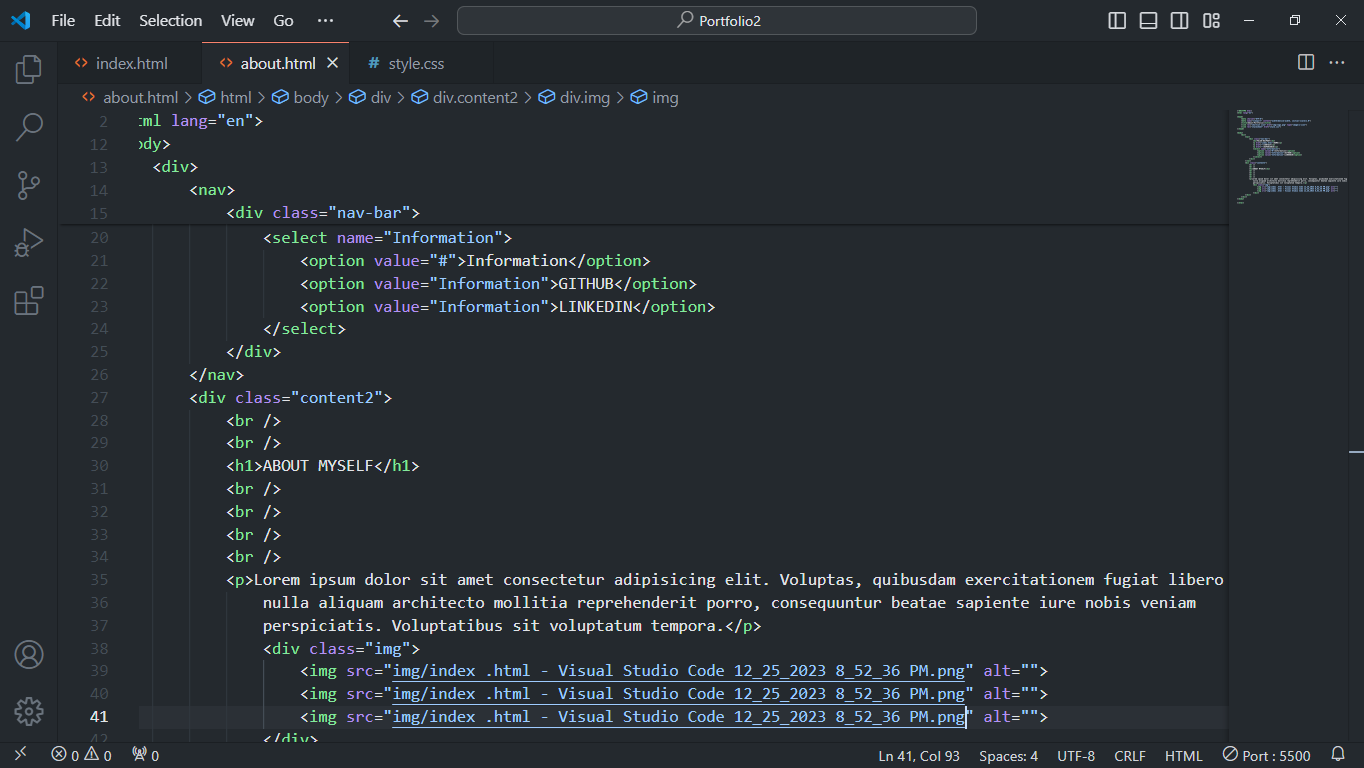 File Edit Selection View Go ··· Portfolio2
index.html about.html style.css
about.html > html > body > div > div.content2 > div.img > img
2 tml lang="en">
12 ody>
13 <div>
14 <nav>
15 <div class="nav-bar">
20 <select name="Information">
21 <option value="#">Information</option>
22 <option value="Information">GITHUB</option>
23 <option value="Information">LINKEDIN</option>
24 </select>
25 </div>
26 </nav>
27 <div class="content2">
28 <br />
29 <br />
30 <h1>ABOUT MYSELF</h1>
31 <br />
32 <br />
33 <br />
34 <br />
35 <p>Lorem ipsum dolor sit amet consectetur adipisicing elit. Voluptas, quibusdam exercitationem fugiat libero
36 nulla aliquam architecto mollitia reprehenderit porro, consequuntur beatae sapiente iure nobis veniam
37 perspiciatis. Voluptatibus sit voluptatum tempora.</p>
38 <div class="img">
39 <img src="img/index .html - Visual Studio Code 12_25_2023 8_52_36 PM.png" alt="">
40 <img src="img/index .html - Visual Studio Code 12_25_2023 8_52_36 PM.png" alt="">
41 <img src="img/index .html - Visual Studio Code 12_25_2023 8_52_36 PM.png" alt="">
42 </div>
0 0 0 Ln 41, Col 93 Spaces: 4 UTF-8 CRLF HTML Port : 5500